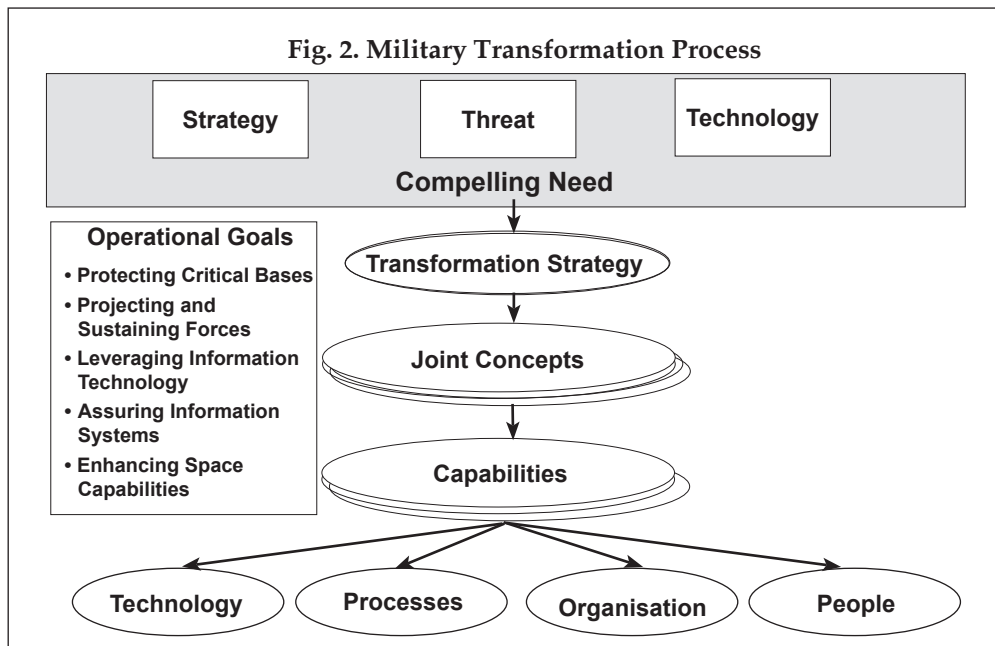 Fig. 2. Military Transformation Process
Strategy
Threat
Technology
Compelling Need
Operational Goals
• Protecting Critical Bases
• Projecting and
Sustaining Forces
• Leveraging Information
Technology
• Assuring Information
Systems
• Enhancing Space
Capabilities
Transformation Strategy
Joint Concepts
Capabilities
Technology
Processes
Organisation
People